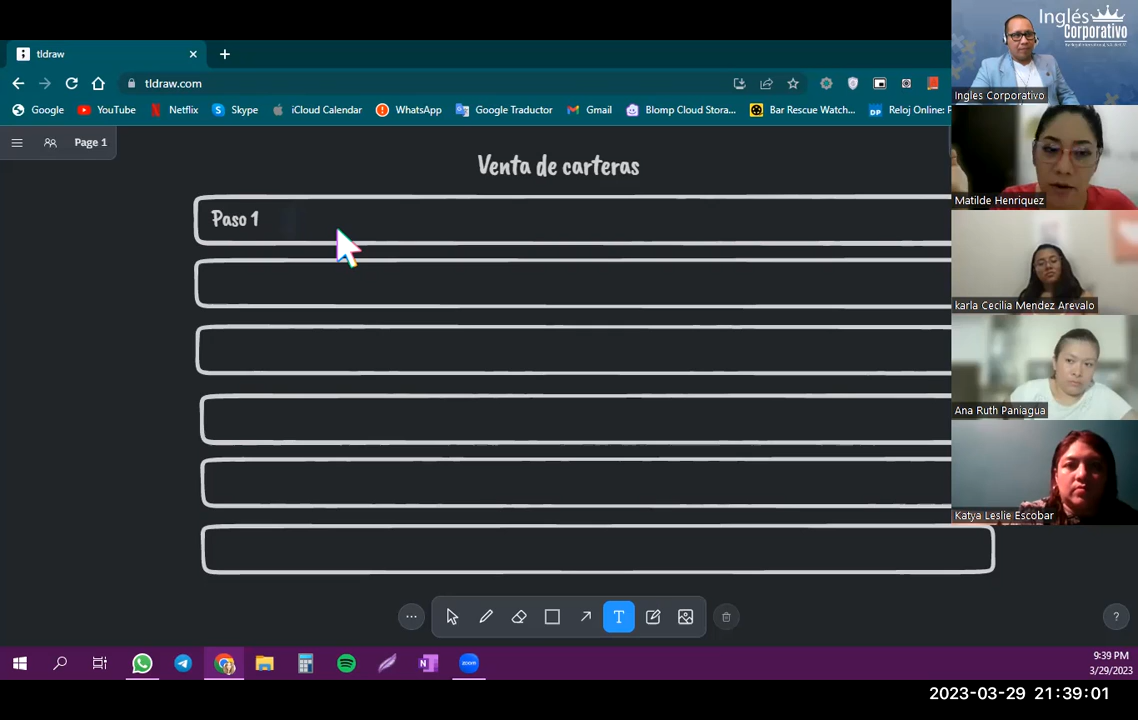 tldraw
tldraw.com
Google
YouTube
Netflix
Skype
iCloud Calendar
WhatsApp
Google Traductor
Gmail
Blomp Cloud Stora...
Bar Rescue Watch...
Reloj Online:
Page 1
Venta de carteras
Paso 1
T
?
9:39 PM
3/29/2023
2023-03-29 21:39:01
Inglés
Corporativo
Ingles Corporativo
Matilde Henriquez
karla Cecilia Mendez Arevalo
Ana Ruth Paniagua
Katya Leslie Escobar